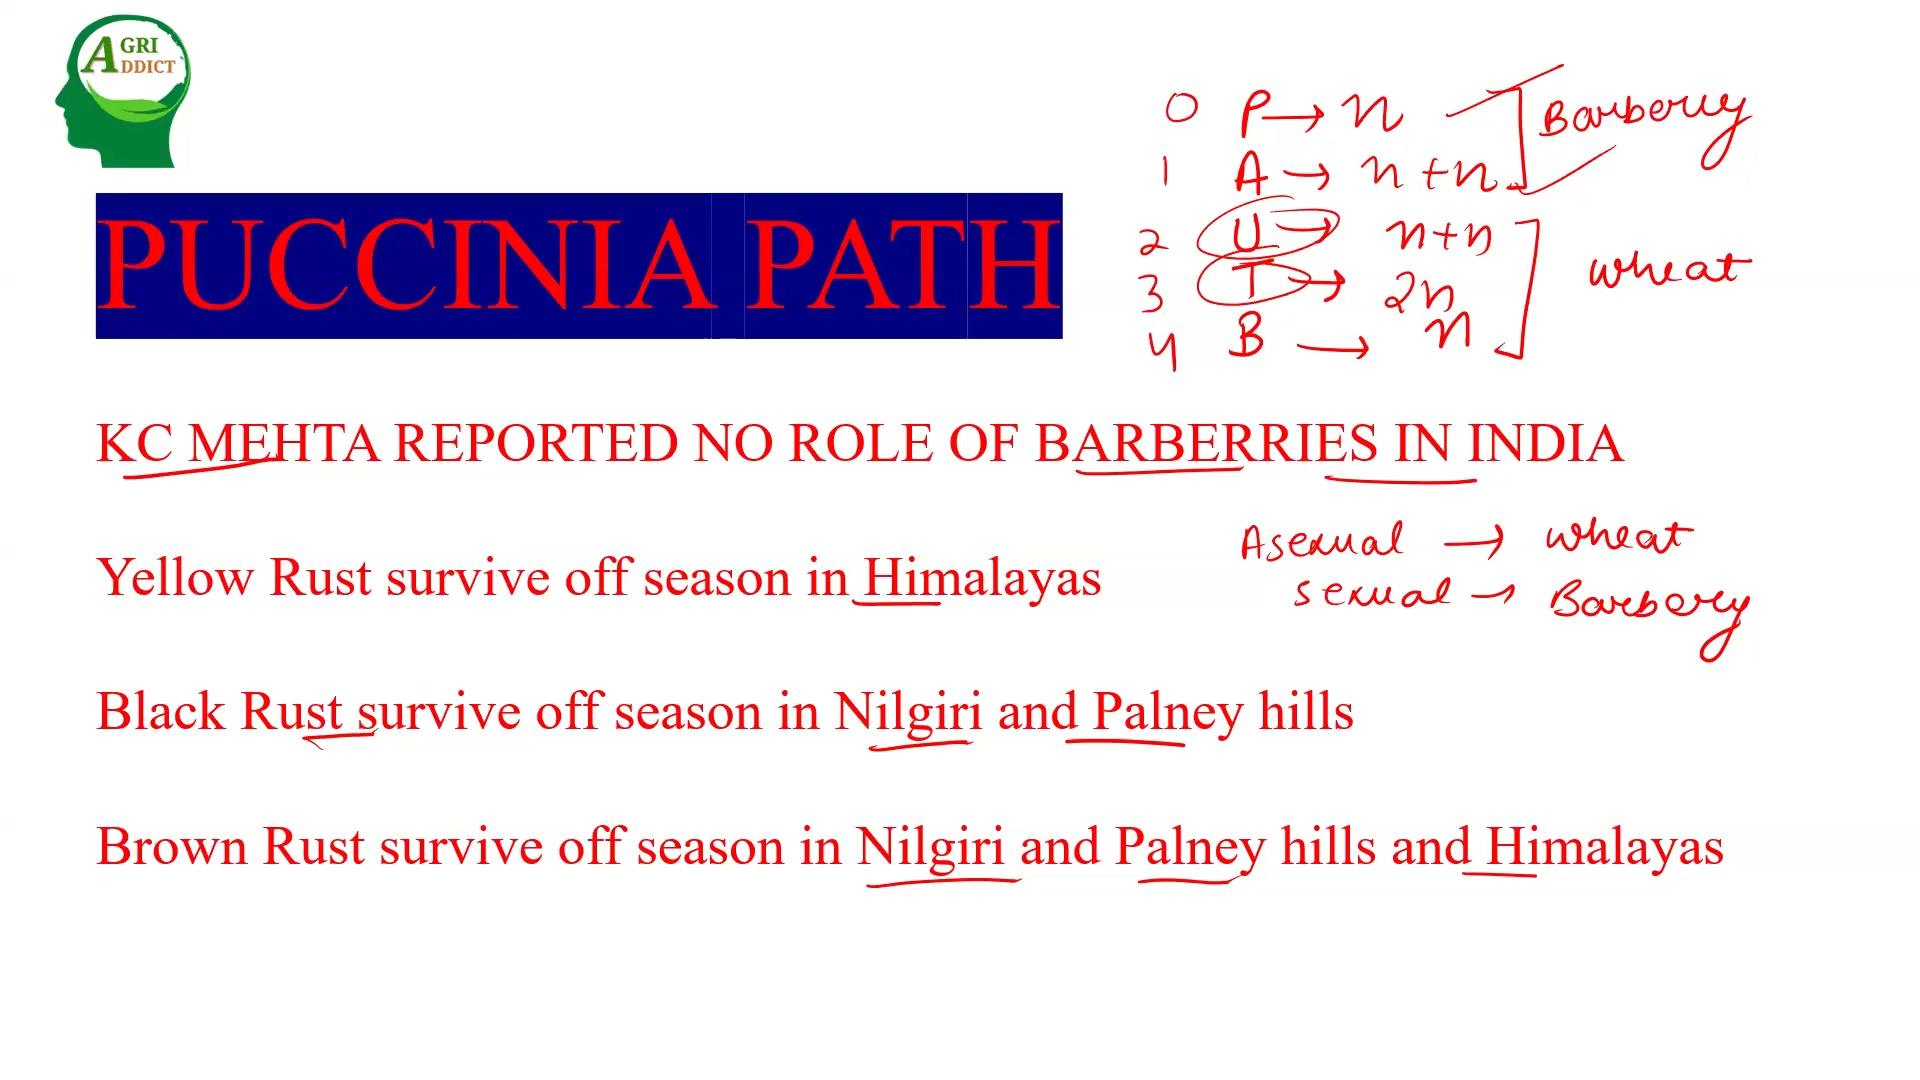 AGRI
ADDICT
0 P → n
1 A → n+n
Barberry
2 U → n+n
3 T → 2n
4 B → n
wheat
PUCCINIA PATH
KC MEHTA REPORTED NO ROLE OF BARBERRIES IN INDIA
Asexual → wheat
sexual → Barberry
Yellow Rust survive off season in Himalayas
Black Rust survive off season in Nilgiri and Palney hills
Brown Rust survive off season in Nilgiri and Palney hills and Himalayas